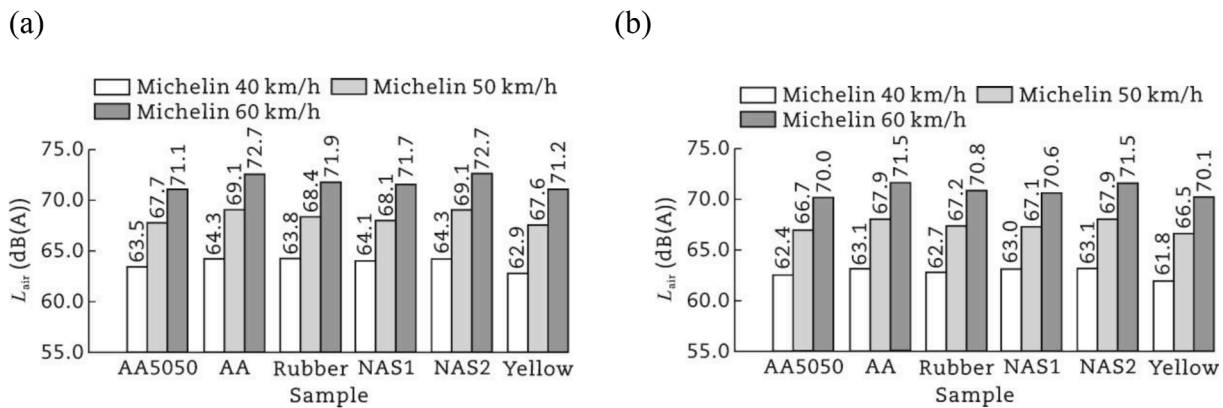 (a)
Michelin 40 km/h Michelin 50 km/h
Michelin 60 km/h
L_air (dB(A))
75.0
70.0
65.0
60.0
55.0
63.5 67.7 71.1 64.3 69.1 72.7 63.8 68.4 71.9 64.1 68.1 71.7 64.3 69.1 72.7 62.9 67.6 71.2
AA5050 AA Rubber NAS1 NAS2 Yellow
Sample
(b)
Michelin 40 km/h Michelin 50 km/h
Michelin 60 km/h
L_air (dB(A))
75.0
70.0
65.0
60.0
55.0
62.4 66.7 70.0 63.1 67.9 71.5 62.7 67.2 70.8 63.0 67.1 70.6 63.1 67.9 71.5 61.8 66.5 70.1
AA5050 AA Rubber NAS1 NAS2 Yellow
Sample